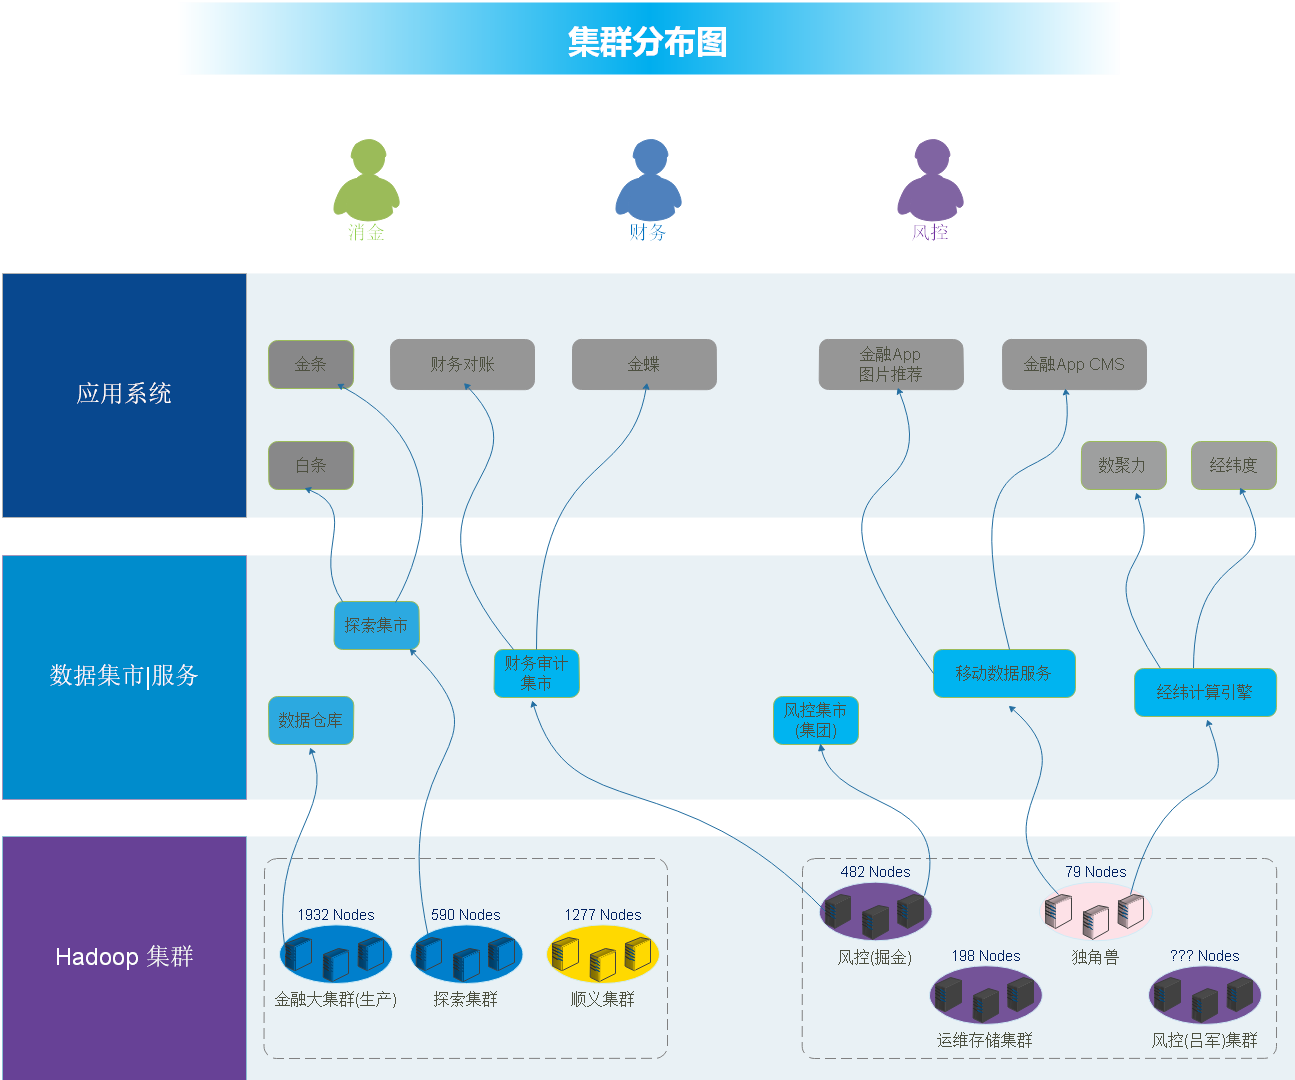 集群分布图
消金
财务
风控
应用系统
金条
财务对账
金蝶
金融App
图片推荐
金融App CMS
白条
数聚力
经纬度
数据集市|服务
探索集市
财务审计
集市
移动数据服务
经纬计算引擎
数据仓库
风控集市
(集团)
Hadoop 集群
1932 Nodes
金融大集群(生产)
590 Nodes
探索集群
1277 Nodes
顺义集群
482 Nodes
风控(掘金)
79 Nodes
独角兽
198 Nodes
运维存储集群
??? Nodes
风控(吕军)集群